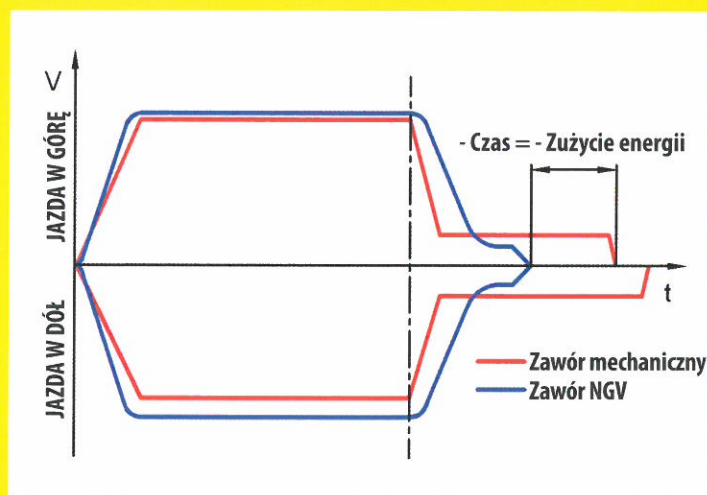 V
JAZDA W GÓRĘ
JAZDA W DÓŁ
- Czas = - Zużycie energii
t
Zawór mechaniczny
Zawór NGV